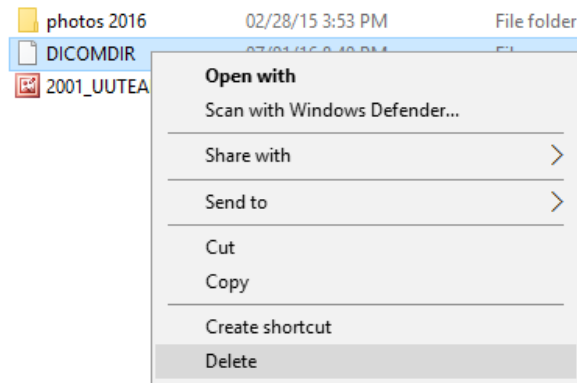 photos 2016 02/28/15 3:53 PM File folder
DICOMDIR
2001_UUTEA
Open with
Scan with Windows Defender...
Share with
Send to
Cut
Copy
Create shortcut
Delete